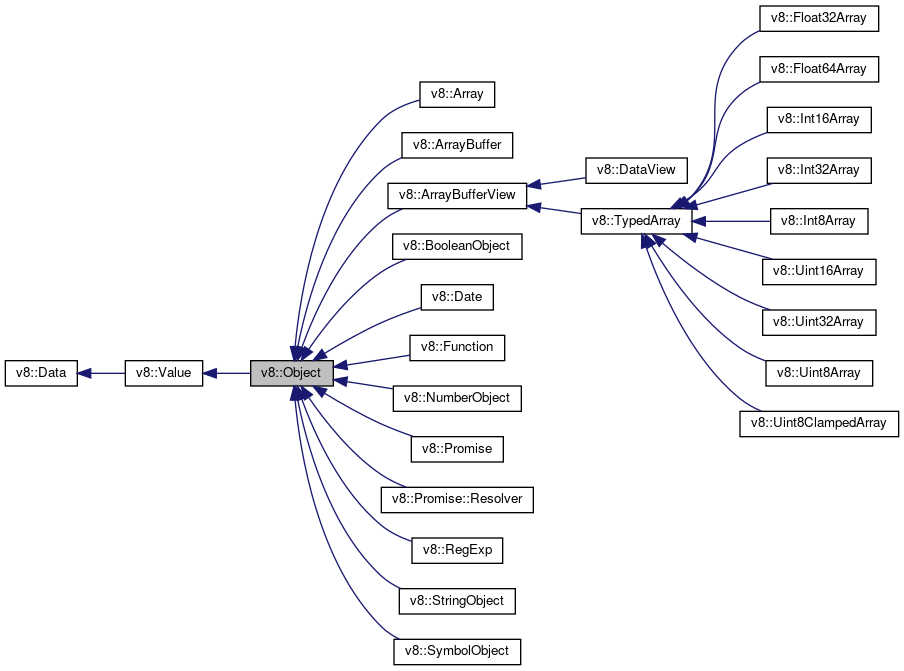 v8::Data
v8::Value
v8::Object
v8::Array
v8::ArrayBuffer
v8::ArrayBufferView
v8::BooleanObject
v8::Date
v8::Function
v8::NumberObject
v8::Promise
v8::Promise::Resolver
v8::RegExp
v8::StringObject
v8::SymbolObject
v8::DataView
v8::TypedArray
v8::Float32Array
v8::Float64Array
v8::Int16Array
v8::Int32Array
v8::Int8Array
v8::Uint16Array
v8::Uint32Array
v8::Uint8Array
v8::Uint8ClampedArray